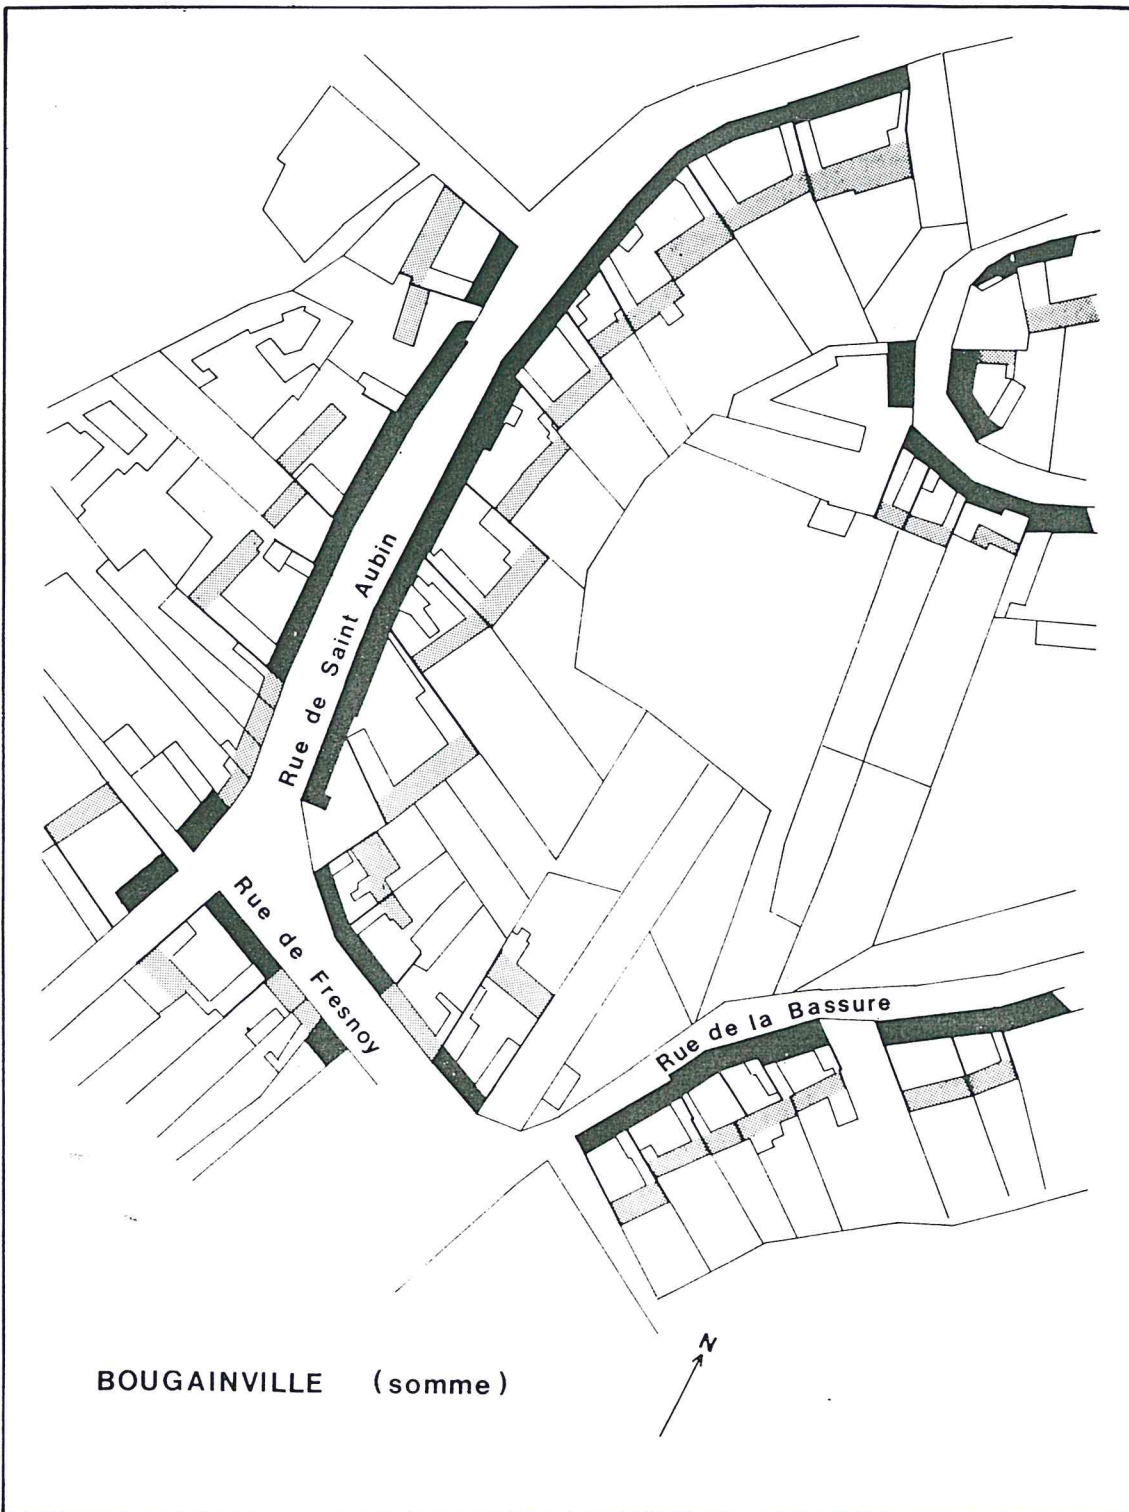 Rue de Saint Aubin
Rue de Fresnoy
Rue de la Bassure
N
BOUGAINVILLE (somme)